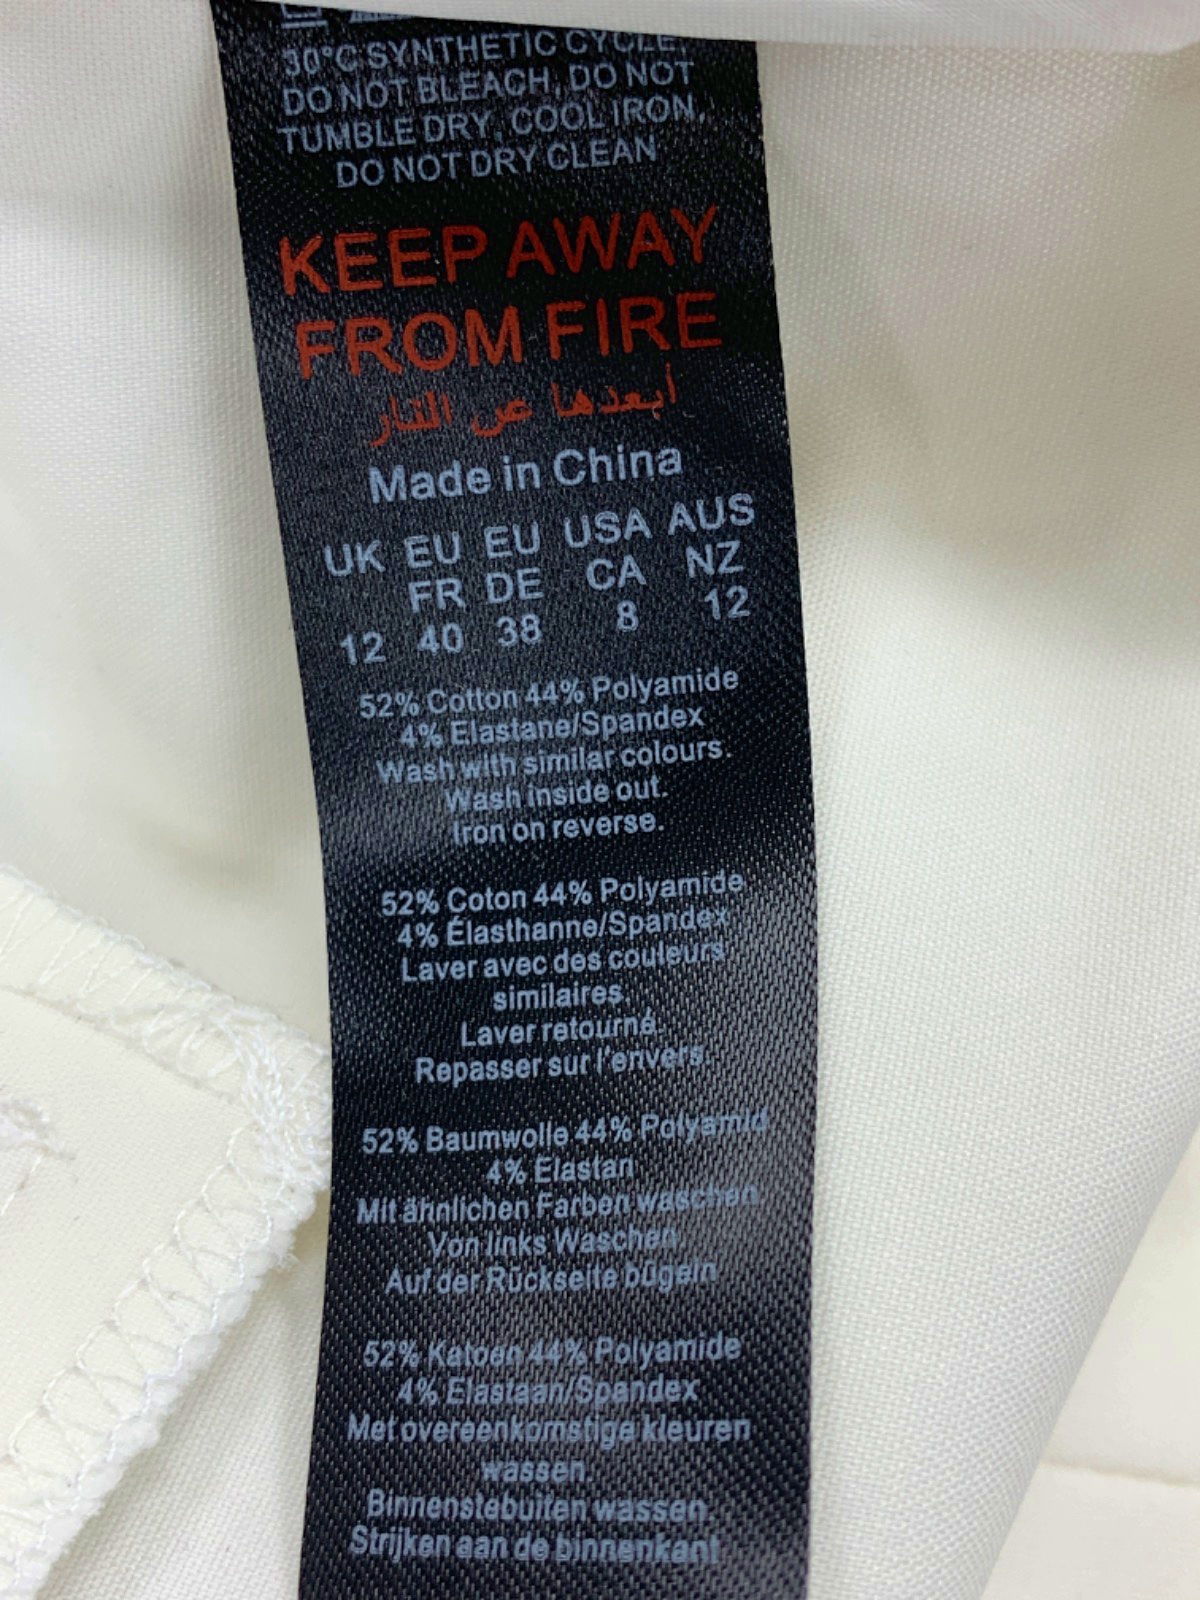 30°C SYNTHETIC CYCLE,
DO NOT BLEACH, DO NOT
TUMBLE DRY, COOL IRON,
DO NOT DRY CLEAN
KEEP AWAY
FROM FIRE
أبعدها عن النار
Made in China
UK EU EU USA AUS
FR DE CA NZ
12 40 38 8 12
52% Cotton 44% Polyamide
4% Elastane/Spandex
Wash with similar colours.
Wash inside out.
Iron on reverse.
52% Coton 44% Polyamide
4% Élasthanne/Spandex
Laver avec des couleurs
similaires.
Laver retourné.
Repasser sur l'envers.
52% Baumwolle 44% Polyamid
4% Elastan
Mit ähnlichen Farben waschen
Von links Waschen
Auf der Rückseite bügeln
52% Katoen 44% Polyamide
4% Elastaan/Spandex
Met overeenkomstige kleuren
wassen.
Binnenstebuiten wassen.
Strijken aan de binnenkant